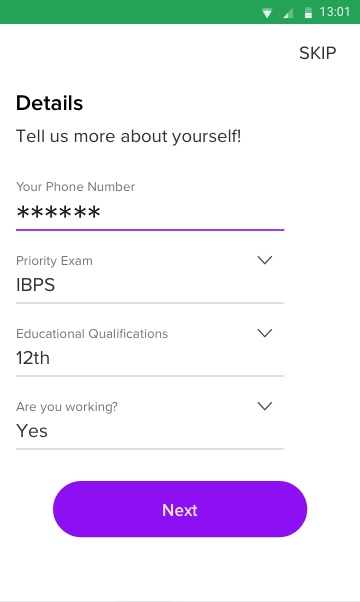 13:01
SKIP
Details
Tell us more about yourself!
Your Phone Number
******
Priority Exam
IBPS
Educational Qualifications
12th
Are you working?
Yes
Next